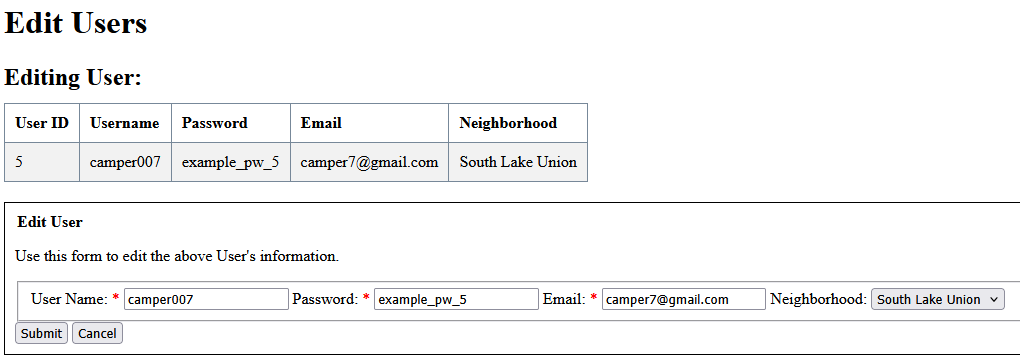 Edit Users
Editing User:
User ID Username Password Email Neighborhood
5 camper007 example_pw_5 camper7@gmail.com South Lake Union
Edit User
Use this form to edit the above User's information.
User Name: * camper007 Password: * example_pw_5 Email: * camper7@gmail.com Neighborhood: South Lake Union
Submit Cancel